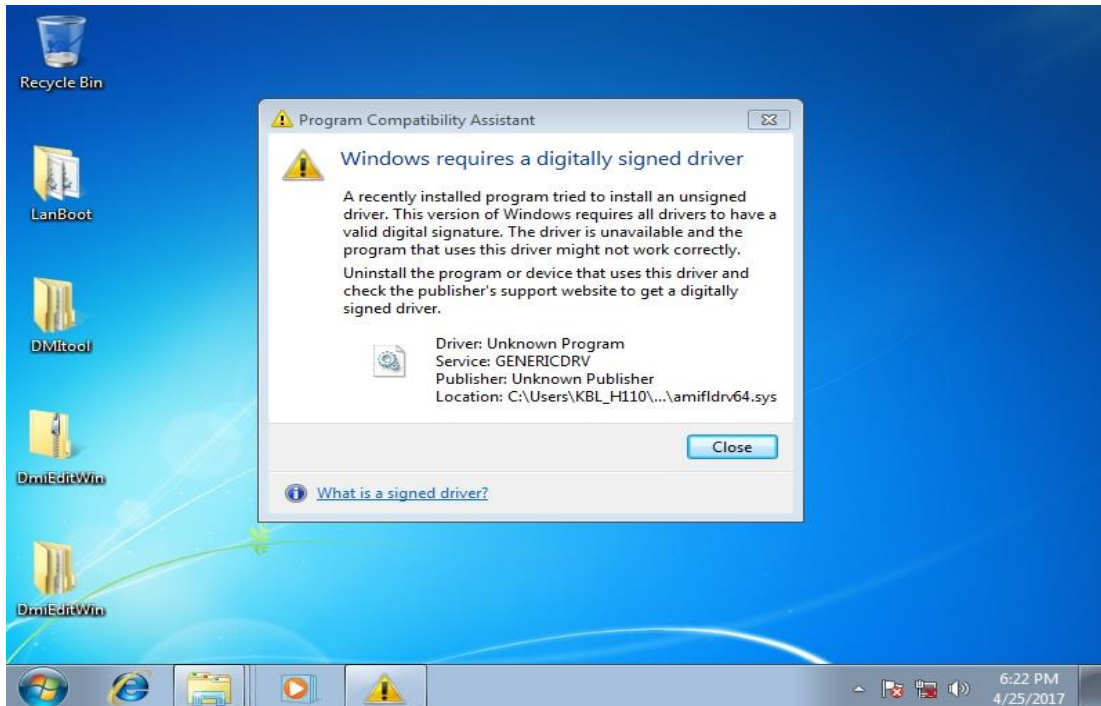 Recycle Bin
LanBoot
DMItool
DmiEditWin
DmiEditWin
Program Compatibility Assistant
Windows requires a digitally signed driver
A recently installed program tried to install an unsigned
driver. This version of Windows requires all drivers to have a
valid digital signature. The driver is unavailable and the
program that uses this driver might not work correctly.
Uninstall the program or device that uses this driver and
check the publisher's support website to get a digitally
signed driver.
Driver: Unknown Program
Service: GENERICDRV
Publisher: Unknown Publisher
Location: C:\Users\KBL_H110\...\amifldrv64.sys
Close
What is a signed driver?
6:22 PM
4/25/2017